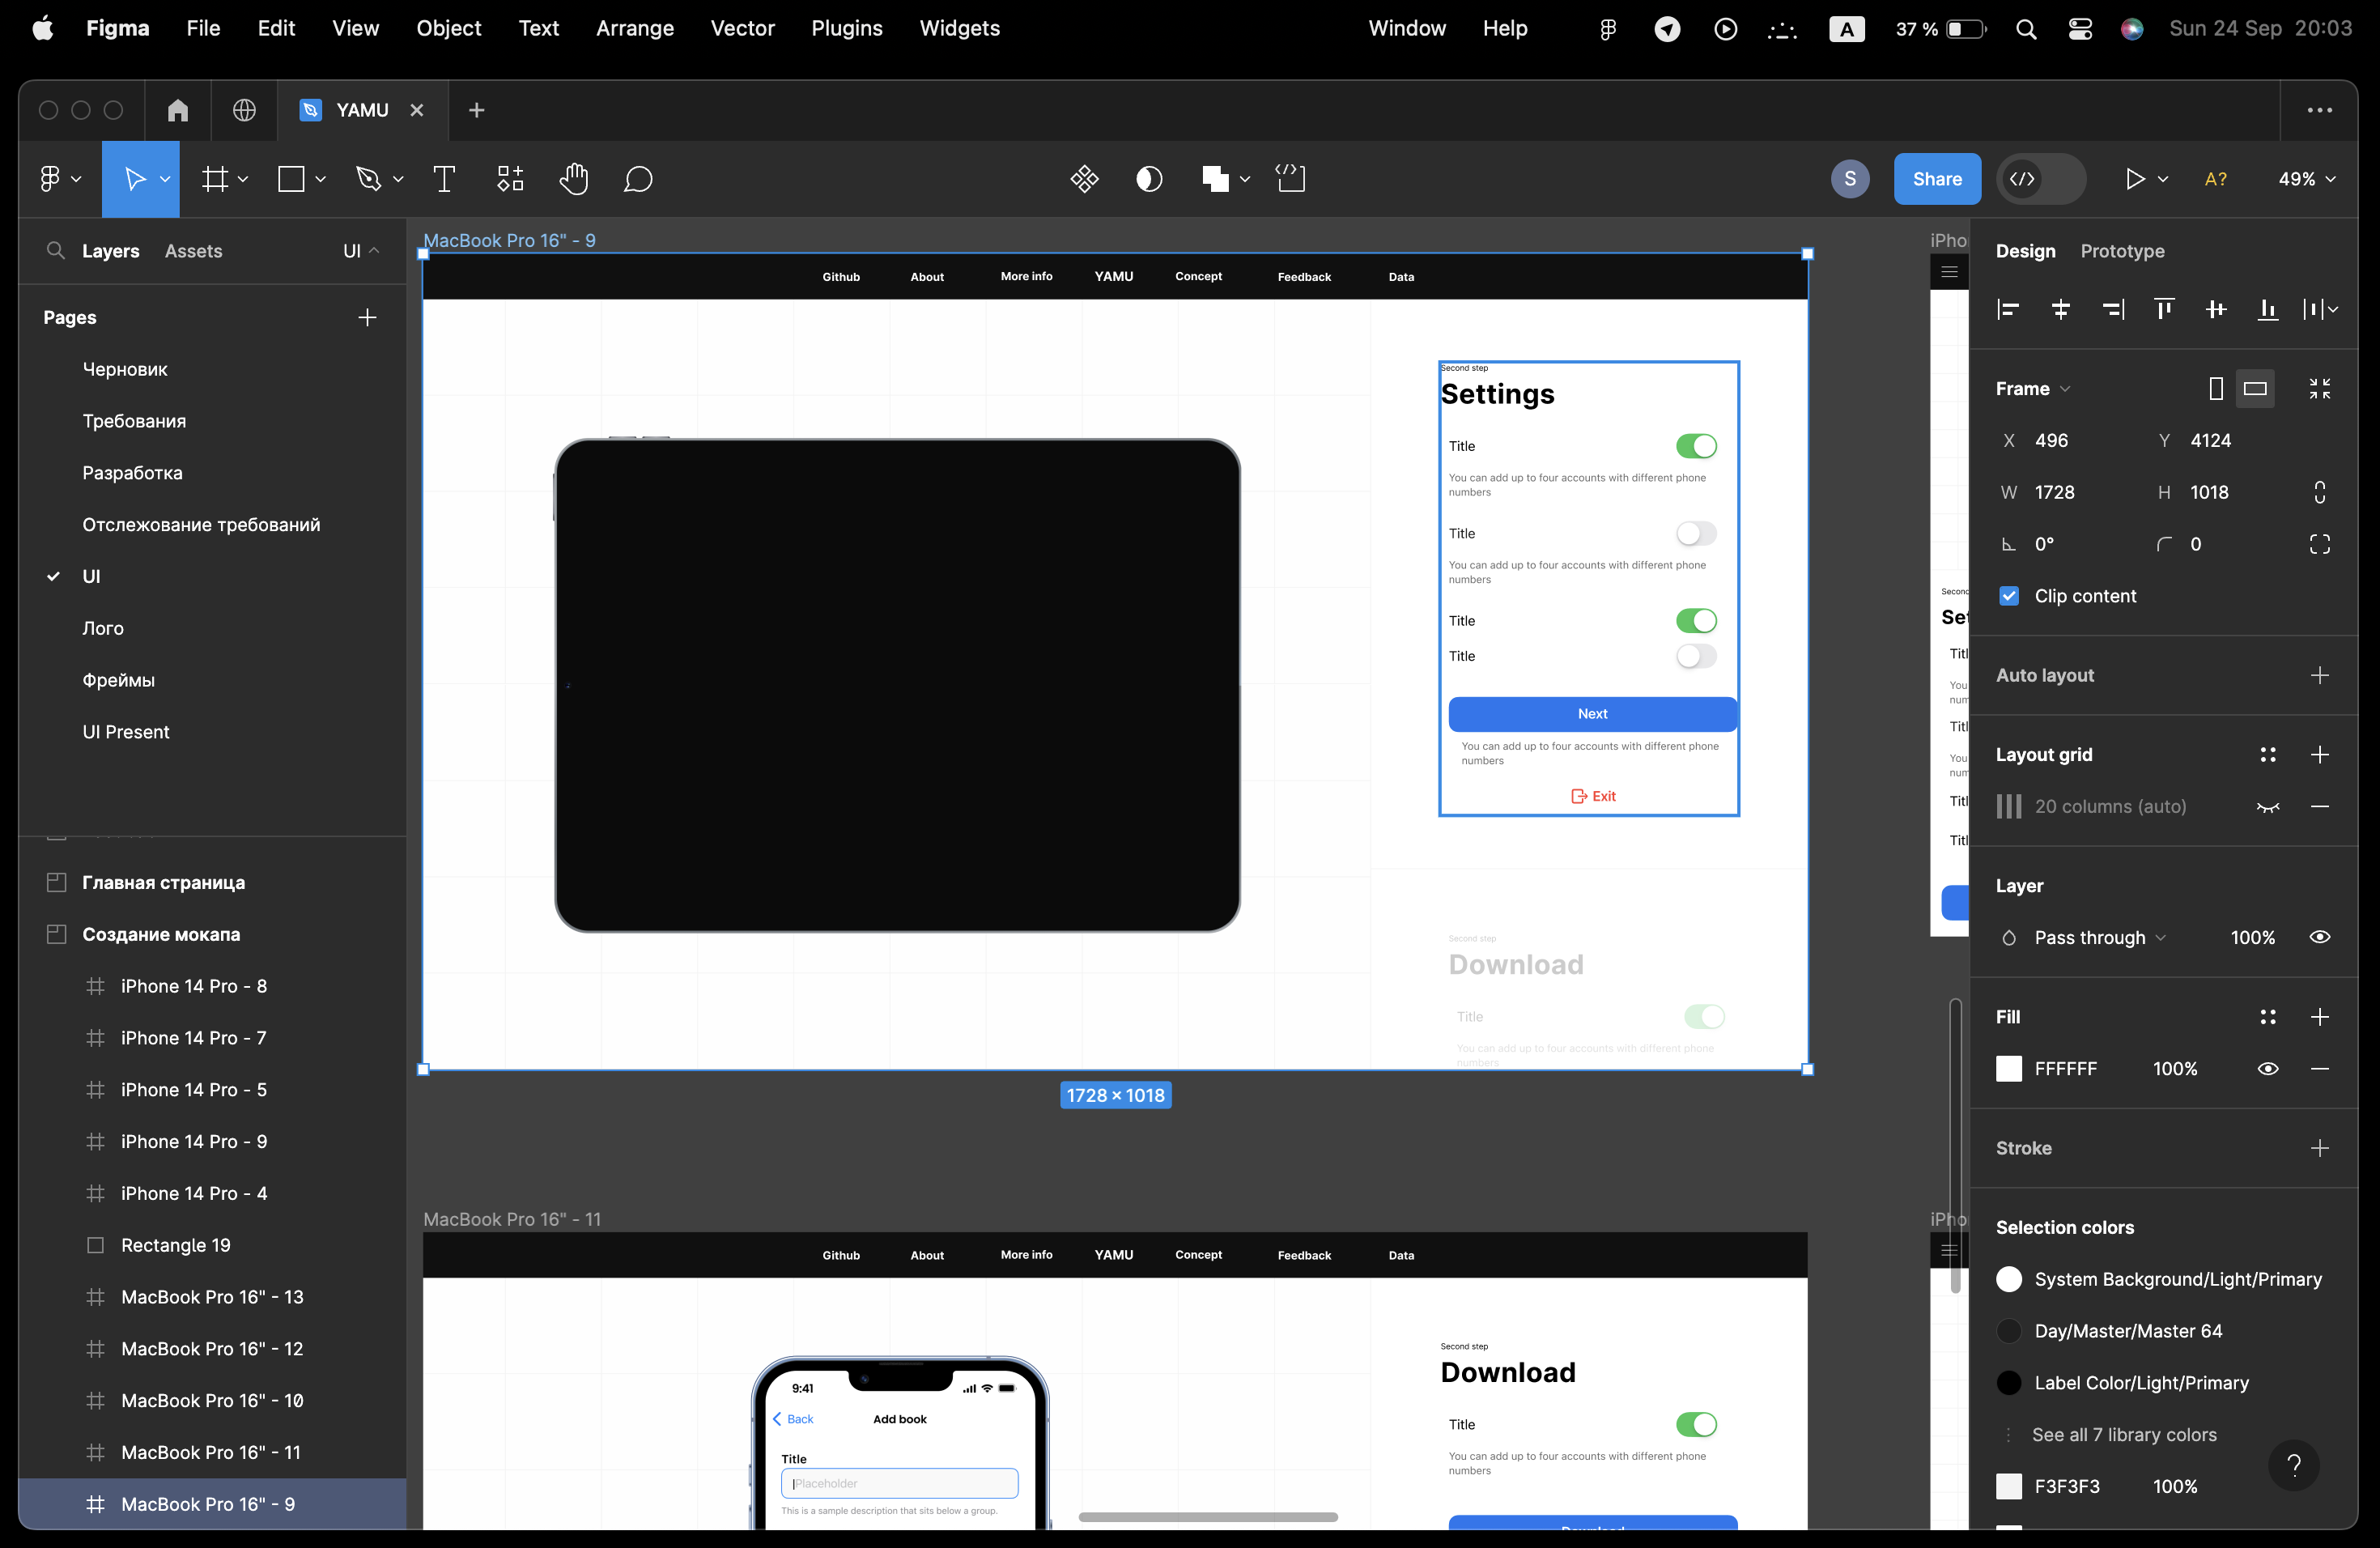 Figma File Edit View Object Text Arrange Vector Plugins Widgets Window Help A 37 % Sun 24 Sep 20:03
YAMU
S Share A? 49%
Layers Assets UI
Pages
Черновик
Требования
Разработка
Отслежование требований
UI
Лого
Фреймы
UI Present
Главная страница
Создание мокапа
iPhone 14 Pro - 8
iPhone 14 Pro - 7
iPhone 14 Pro - 5
iPhone 14 Pro - 9
iPhone 14 Pro - 4
Rectangle 19
MacBook Pro 16" - 13
MacBook Pro 16" - 12
MacBook Pro 16" - 10
MacBook Pro 16" - 11
MacBook Pro 16" - 9
MacBook Pro 16" - 9
Github About More info YAMU Concept Feedback Data
Second step
Settings
Title
You can add up to four accounts with different phone
numbers
Title
You can add up to four accounts with different phone
numbers
Title
Title
Next
You can add up to four accounts with different phone
numbers
Exit
Second step
Download
Title
You can add up to four accounts with different phone
numbers
1728 × 1018
MacBook Pro 16" - 11
Github About More info YAMU Concept Feedback Data
9:41
Back Add book
Title
Placeholder
This is a sample description that sits below a group.
Second step
Download
Title
You can add up to four accounts with different phone
numbers
Download
iPho
Second
Set
Titl
You
num
Titl
You
num
Titl
Titl
iPho
Design Prototype
Frame
X 496 Y 4124
W 1728 H 1018
0° 0
Clip content
Auto layout
Layout grid
20 columns (auto)
Layer
Pass through 100%
Fill
FFFFFF 100%
Stroke
Selection colors
System Background/Light/Primary
Day/Master/Master 64
Label Color/Light/Primary
See all 7 library colors
F3F3F3 100%
?